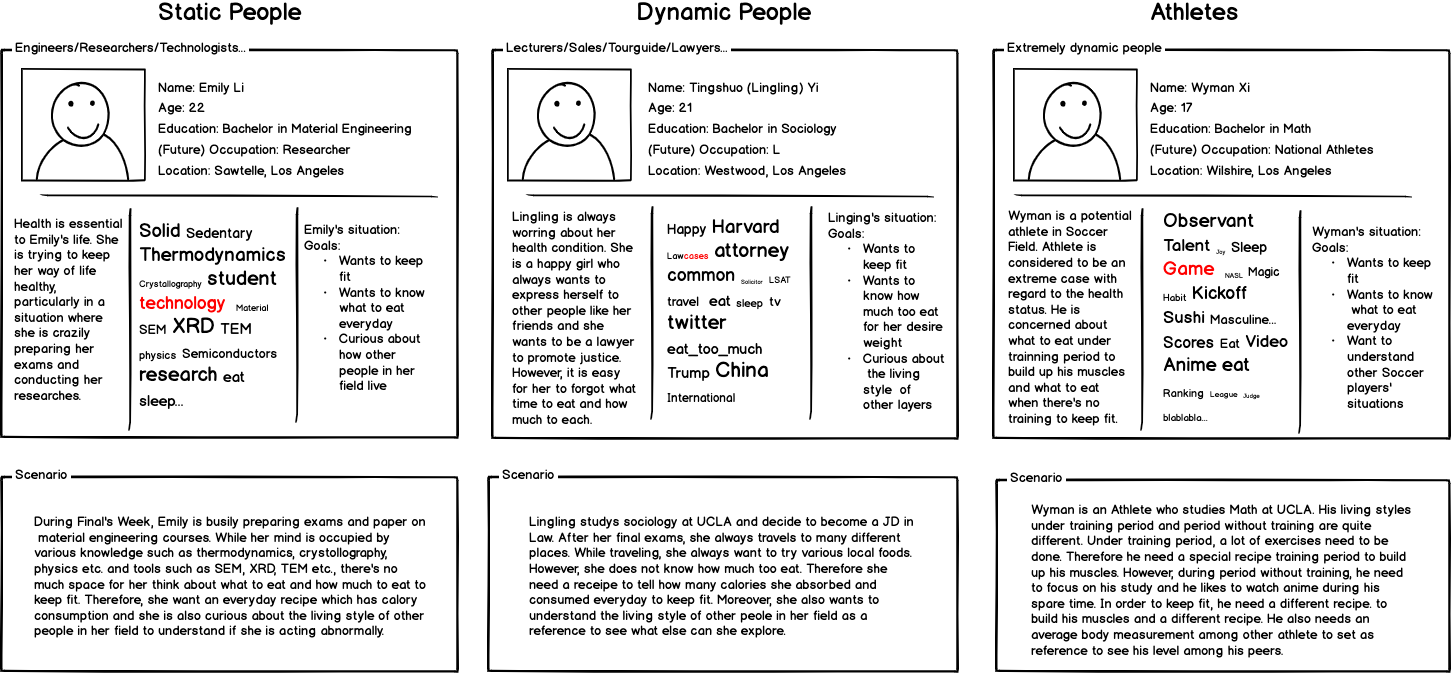 Static People
Engineers/Researchers/Technologists...
Name: Emily Li
Age: 22
Education: Bachelor in Material Engineering
(Future) Occupation: Researcher
Location: Sawtelle, Los Angeles
Health is essential
to Emily's life. She
is trying to keep
her way of life
healthy,
particularly in a
situation where
she is crazily
preparing her
exams and
conducting her
researches.
Solid Sedentary
Thermodynamics
Crystallography student
technology Material
SEM XRD TEM
physics Semiconductors
research eat
sleep...
Emily's situation:
Goals:
· Wants to keep
fit
· Wants to know
what to eat
everyday
· Curious about
how other
people in her
field live
Scenario
During Final's Week, Emily is busily preparing exams and paper on
material engineering courses. While her mind is occupied by
various knowledge such as thermodynamics, crystollography,
physics etc. and tools such as SEM, XRD, TEM etc., there's no
much space for her think about what to eat and how much to eat to
keep fit. Therefore, she want an everyday recipe which has calory
consumption and she is also curious about the living style of other
people in her field to understand if she is acting abnormally.
Dynamic People
Lecturers/Sales/Tourguide/Lawyers...
Name: Tingshuo (Lingling) Yi
Age: 21
Education: Bachelor in Sociology
(Future) Occupation: L
Location: Westwood, Los Angeles
Lingling is always
worring about her
health condition. She
is a happy girl who
always wants to
express herself to
other people like her
friends and she
wants to be a lawyer
to promote justice.
However, it is easy
for her to forgot what
time to eat and how
much to each.
Happy Harvard
Lawcases attorney
common Solicitor LSAT
travel eat sleep tv
twitter
eat_too_much
Trump China
International
Linging's situation:
Goals:
· Wants to
keep fit
· Wants to
know how
much too eat
for her desire
weight
· Curious about
the living
style of
other layers
Scenario
Lingling studys sociology at UCLA and decide to become a JD in
Law. After her final exams, she always travels to many different
places. While traveling, she always want to try various local foods.
However, she does not know how much too eat. Therefore she
need a receipe to tell how many calories she absorbed and
consumed everyday to keep fit. Moreover, she also wants to
understand the living style of other peole in her field as a
reference to see what else can she explore.
Athletes
Extremely dynamic people
Name: Wyman Xi
Age: 17
Education: Bachelor in Math
(Future) Occupation: National Athletes
Location: Wilshire, Los Angeles
Wyman is a potential
athlete in Soccer
Field. Athlete is
considered to be an
extreme case with
regard to the health
status. He is
concerned about
what to eat under
trainning period to
build up his muscles
and what to eat
when there's no
training to keep fit.
Observant
Talent Joy Sleep
Game NASL Magic
Habit Kickoff
Sushi Masculine...
Scores Eat Video
Anime eat
Ranking League Judge
blablabla...
Wyman's situation:
Goals:
· Wants to keep
fit
· Wants to know
what to eat
everyday
· Want to
understand
other Soccer
players'
situations
Scenario
Wyman is an Athlete who studies Math at UCLA. His living styles
under training period and period without training are quite
different. Under training period, a lot of exercises need to be
done. Therefore he need a special recipe training period to build
up his muscles. However, during period without training, he need
to focus on his study and he likes to watch anime during his
spare time. In order to keep fit, he need a different recipe. to
build his muscles and a different recipe. He also needs an
average body measurement among other athlete to set as
reference to see his level among his peers.